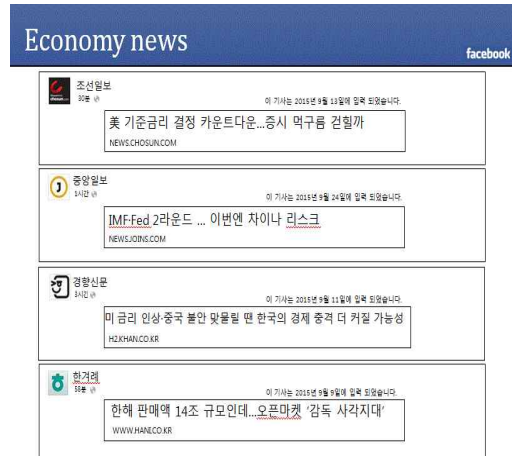 Economy news
facebook
조선일보
30분
이 기사는 2015년 9월 13일에 입력 되었습니다.
美 기준금리 결정 카운트다운...증시 먹구름 걷힐까
NEWS.CHOSUN.COM
중앙일보
1시간
이 기사는 2015년 9월 24일에 입력 되었습니다.
IMF·Fed 2라운드 ... 이번엔 차이나 리스크
NEWS.JOINS.COM
경향신문
3시간
이 기사는 2015년 9월 11일에 입력 되었습니다.
미 금리 인상·중국 불안 맞물릴 땐 한국의 경제 충격 더 커질 가능성
H2.KHAN.CO.KR
한겨레
58분
이 기사는 2015년 9월 9일에 입력 되었습니다.
한해 판매액 14조 규모인데...오픈마켓 '감독 사각지대'
WWW.HANI.CO.KR